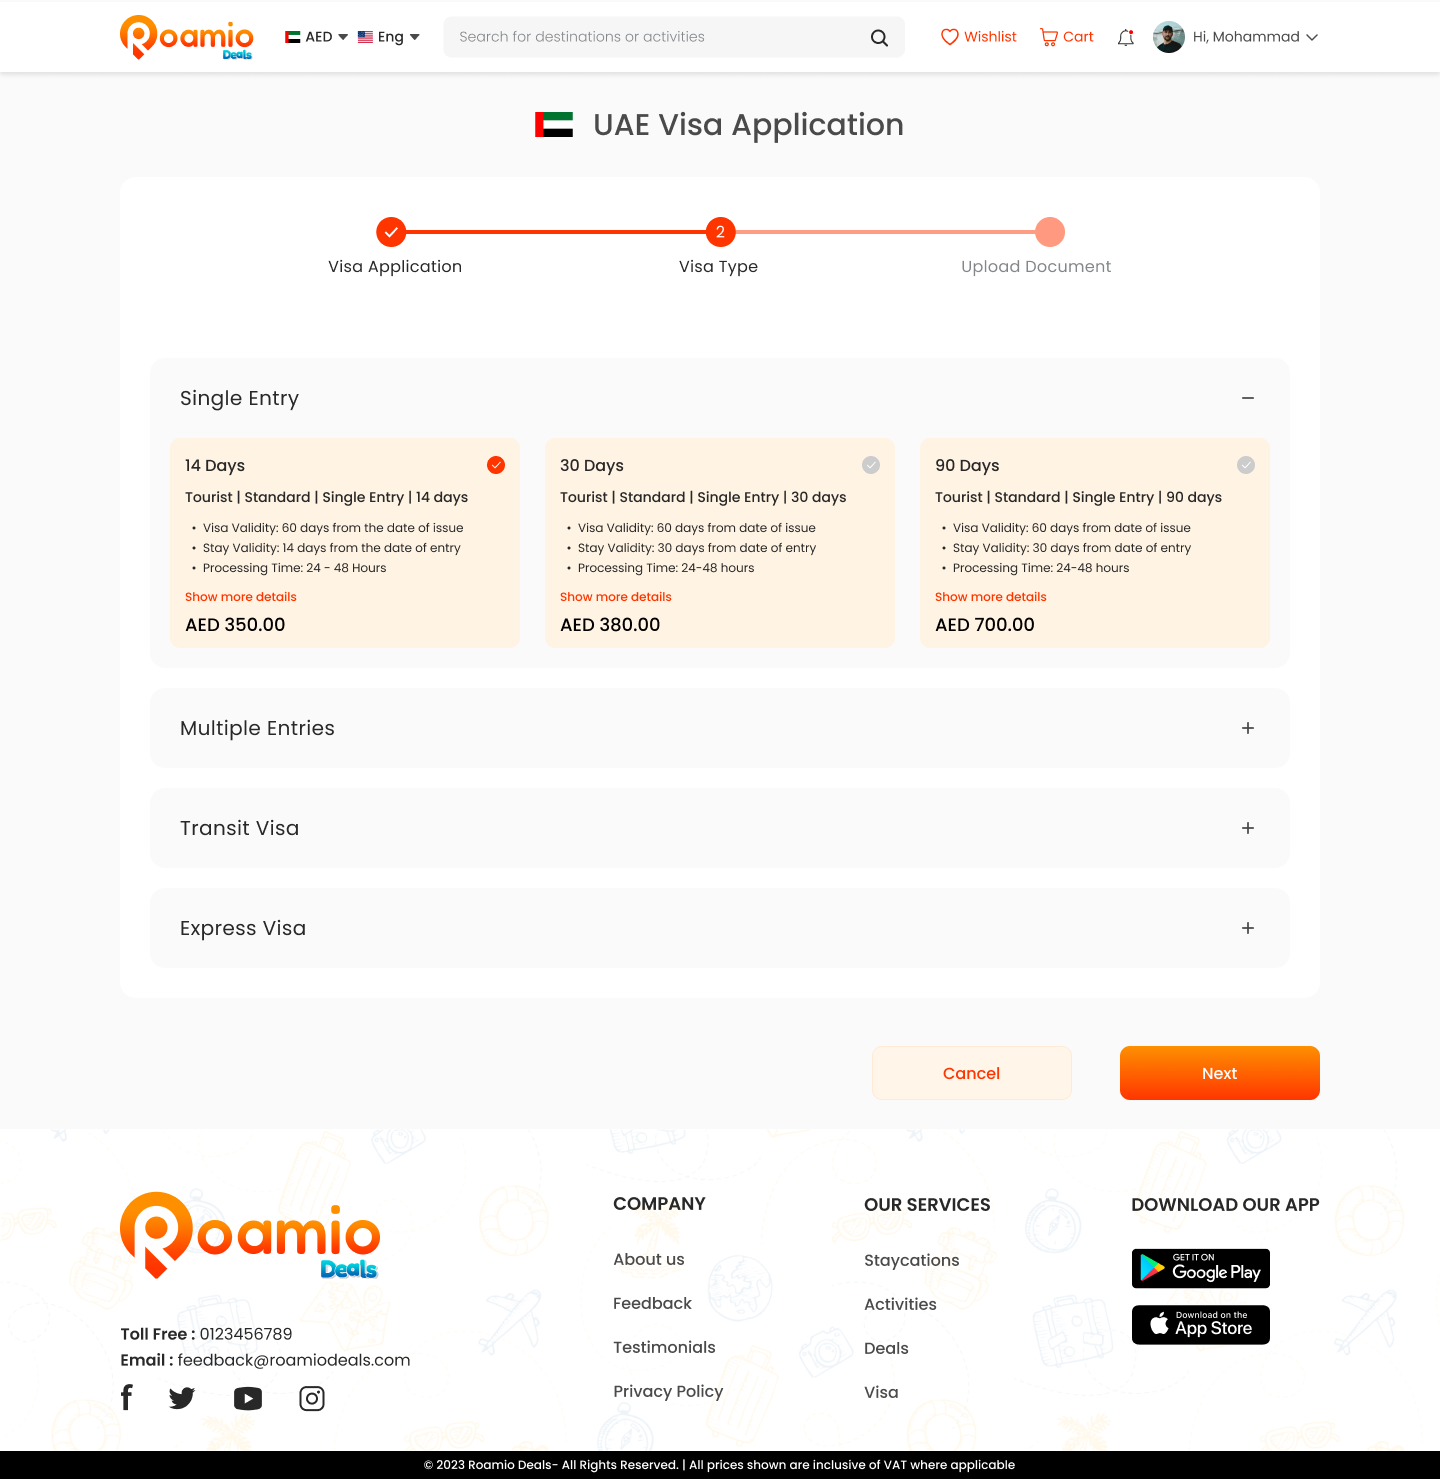 Roamio
Deals
AED
Eng
Search for destinations or activities
Wishlist
Cart
Hi, Mohammad
UAE Visa Application
2
Visa Application
Visa Type
Upload Document
Single Entry
14 Days
Tourist | Standard | Single Entry | 14 days
• Visa Validity: 60 days from the date of issue
• Stay Validity: 14 days from the date of entry
• Processing Time: 24 - 48 Hours
Show more details
AED 350.00
30 Days
Tourist | Standard | Single Entry | 30 days
• Visa Validity: 60 days from date of issue
• Stay Validity: 30 days from date of entry
• Processing Time: 24-48 hours
Show more details
AED 380.00
90 Days
Tourist | Standard | Single Entry | 90 days
• Visa Validity: 60 days from date of issue
• Stay Validity: 30 days from date of entry
• Processing Time: 24-48 hours
Show more details
AED 700.00
Multiple Entries
Transit Visa
Express Visa
Cancel
Next
Roamio
Deals
Toll Free : 0123456789
Email : feedback@roamiodeals.com
COMPANY
About us
Feedback
Testimonials
Privacy Policy
OUR SERVICES
Staycations
Activities
Deals
Visa
DOWNLOAD OUR APP
GET IT ON
Google Play
Download on the
App Store
© 2023 Roamio Deals- All Rights Reserved. | All prices shown are inclusive of VAT where applicable